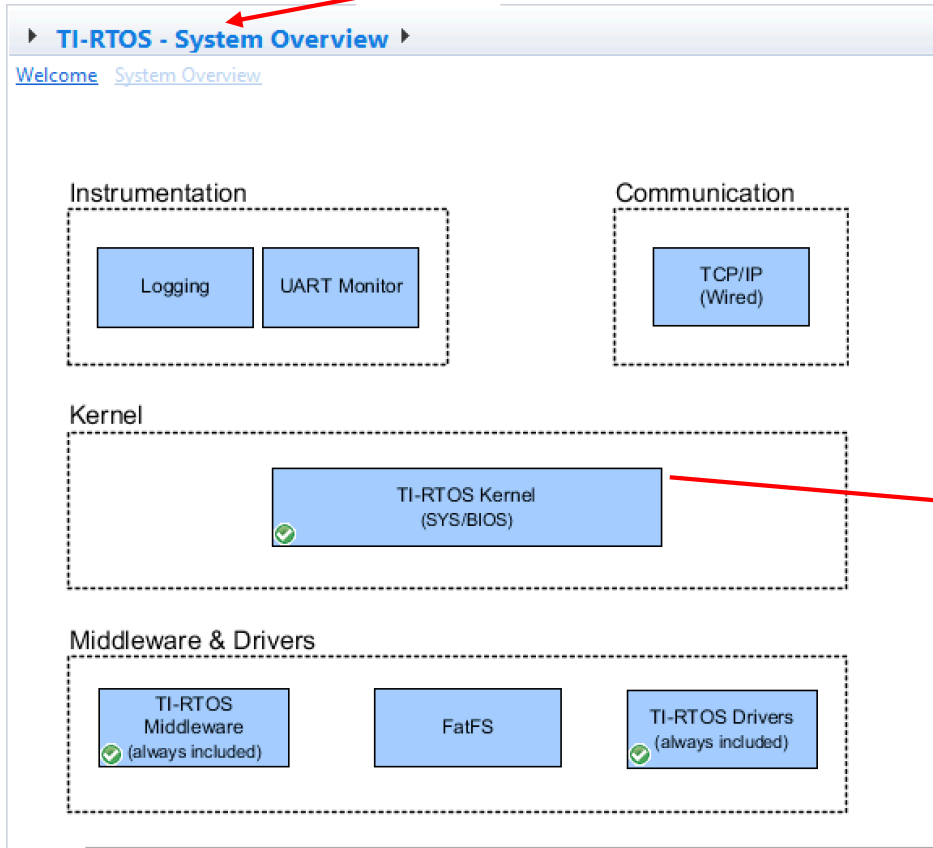 TI-RTOS - System Overview
Welcome System Overview
Instrumentation
Communication
Logging
UART Monitor
TCP/IP
(Wired)
Kernel
TI-RTOS Kernel
(SYS/BIOS)
Middleware & Drivers
TI-RTOS
Middleware
(always included)
FatFS
TI-RTOS Drivers
(always included)